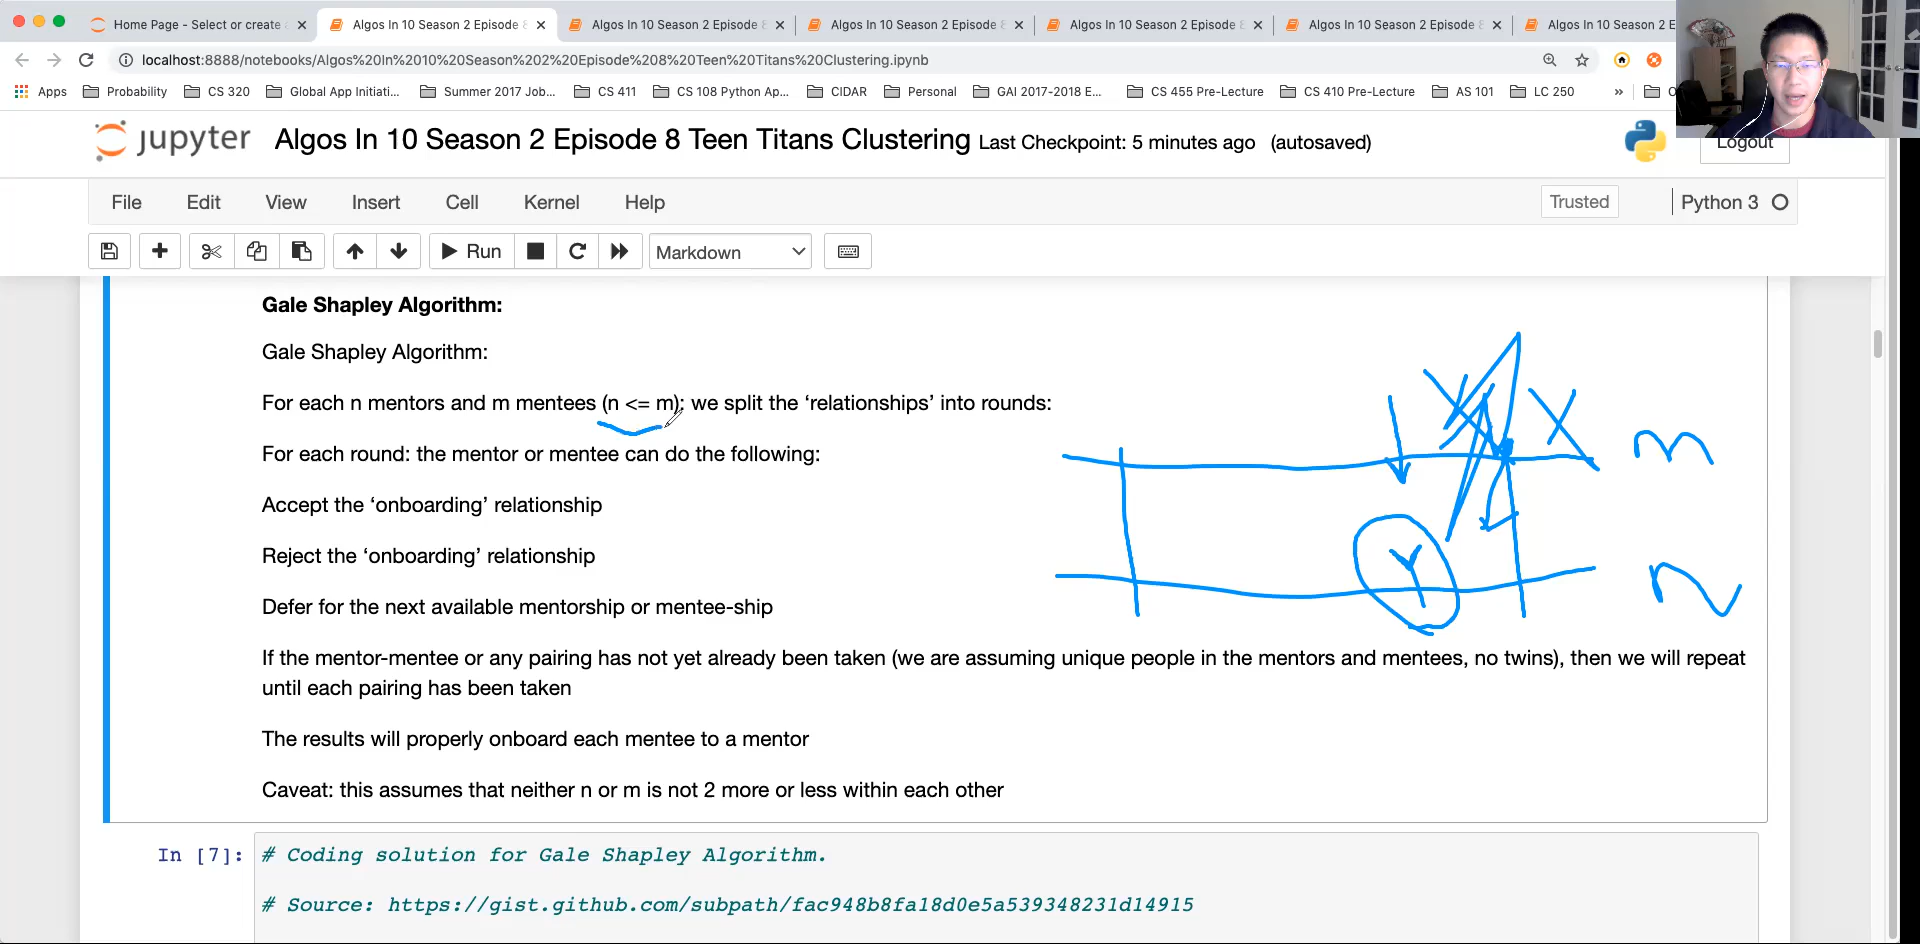 Home Page - Select or create
Algos In 10 Season 2 Episode 8
Algos In 10 Season 2 Episode 8
Algos In 10 Season 2 Episode 8
Algos In 10 Season 2 Episode 8
Algos In 10 Season 2 Episode 8
Algos In 10 Season 2 E
localhost:8888/notebooks/Algos%20In%2010%20Season%202%20Episode%208%20Teen%20Titans%20Clustering.ipynb
Apps Probability CS 320 Global App Initiati... Summer 2017 Job... CS 411 CS 108 Python Ap... CIDAR Personal GAI 2017-2018 E... CS 455 Pre-Lecture CS 410 Pre-Lecture AS 101 LC 250 » O
jupyter Algos In 10 Season 2 Episode 8 Teen Titans Clustering Last Checkpoint: 5 minutes ago (autosaved)
Logout
File Edit View Insert Cell Kernel Help Trusted Python 3
Run Markdown
Gale Shapley Algorithm:
Gale Shapley Algorithm:
For each n mentors and m mentees (n <= m): we split the ‘relationships’ into rounds:
For each round: the mentor or mentee can do the following:
Accept the ‘onboarding’ relationship
Reject the ‘onboarding’ relationship
Defer for the next available mentorship or mentee-ship
If the mentor-mentee or any pairing has not yet already been taken (we are assuming unique people in the mentors and mentees, no twins), then we will repeat
until each pairing has been taken
The results will properly onboard each mentee to a mentor
Caveat: this assumes that neither n or m is not 2 more or less within each other
X
m
Y
n
In [7]: # Coding solution for Gale Shapley Algorithm.
# Source: https://gist.github.com/subpath/fac948b8fa18d0e5a539348231d14915